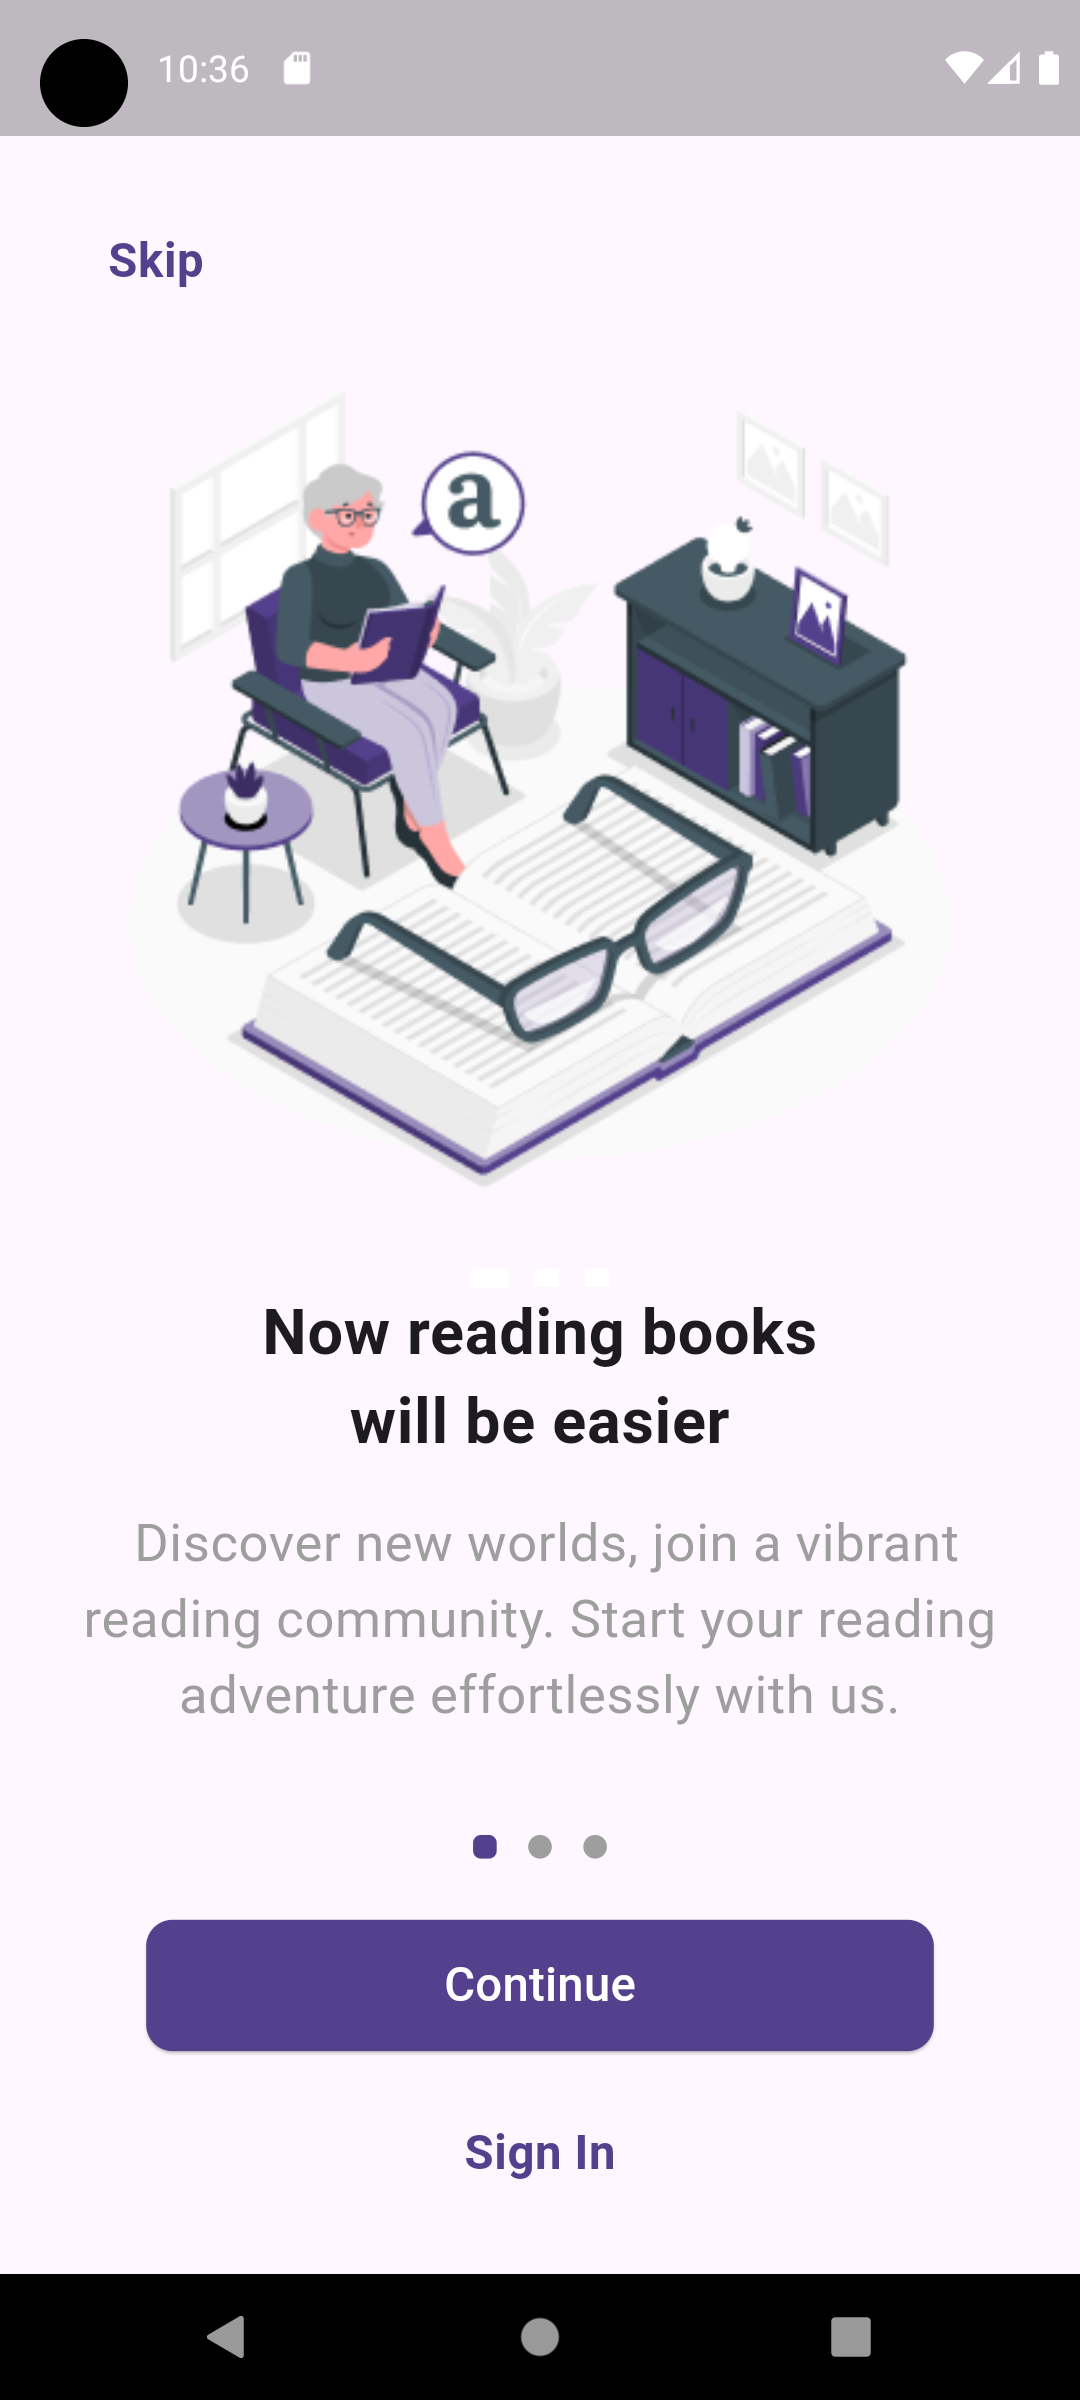 10:36
Skip
a
Now reading books
will be easier
Discover new worlds, join a vibrant
reading community. Start your reading
adventure effortlessly with us.
Continue
Sign In